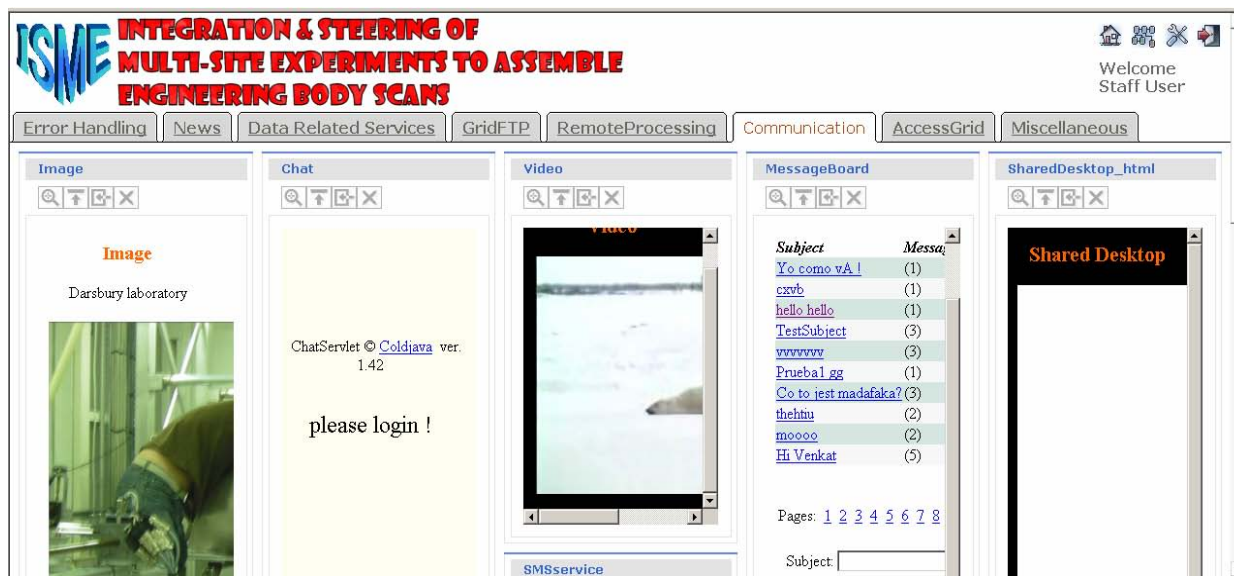 ISME
INTEGRATION & STEERING OF
MULTI-SITE EXPERIMENTS TO ASSEMBLE
ENGINEERING BODY SCANS
Welcome
Staff User
Error Handling News Data Related Services GridFTP RemoteProcessing Communication AccessGrid Miscellaneous
Image
Image
Darsbury laboratory
Chat
ChatServlet © Coldjava ver.
1.42
please login !
Video
Video
SMSservice
MessageBoard
Subject Messag
Yo como vA ! (1)
cxvb (1)
hello hello (1)
TestSubject (3)
vvvvvvv (3)
Prueba1 gg (1)
Co to jest madafaka? (3)
thehtiu (2)
moooo (2)
Hi Venkat (5)
Pages: 1 2 3 4 5 6 7 8
Subject:
SharedDesktop_html
Shared Desktop